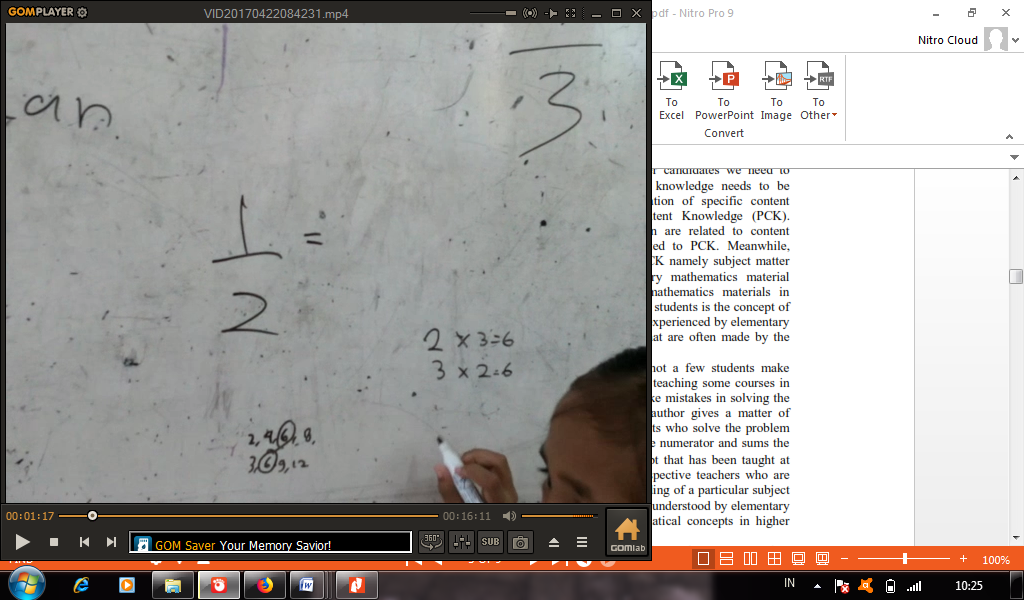 GOMPLAYER
VID20170422084231.mp4
pdf - Nitro Pro 9
Nitro Cloud
To Excel
To PowerPoint
To Image
To Other
Convert
an.
3
1
=
2
2 x 3=6
3 x 2=6
2, 4, 6, 8,
3, 6, 9, 12
candidates we need to
knowledge needs to be
tion of specific content
tent Knowledge (PCK).
n are related to content
ed to PCK. Meanwhile,
CK namely subject matter
ry mathematics material
mathematics materials in
students is the concept of
xperienced by elementary
at are often made by the
not a few students make
teaching some courses in
ke mistakes in solving the
author gives a matter of
ts who solve the problem
e numerator and sums the
pt that has been taught at
spective teachers who are
ing of a particular subject
understood by elementary
atical concepts in higher
00:01:17
00:16:11
GOM Saver Your Memory Savior!
360°
SUB
GOMlab
100%
IN
10:25